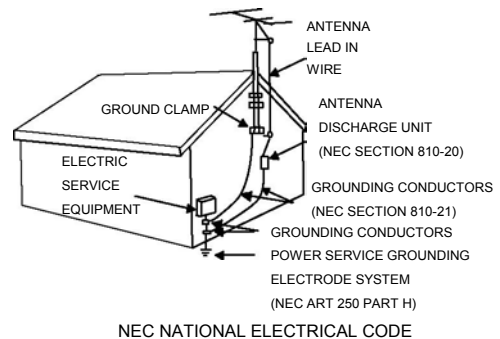 ANTENNA
LEAD IN
WIRE
GROUND CLAMP
ANTENNA
DISCHARGE UNIT
(NEC SECTION 810-20)
ELECTRIC
SERVICE
EQUIPMENT
GROUNDING CONDUCTORS
(NEC SECTION 810-21)
GROUNDING CONDUCTORS
POWER SERVICE GROUNDING
ELECTRODE SYSTEM
(NEC ART 250 PART H)
NEC NATIONAL ELECTRICAL CODE